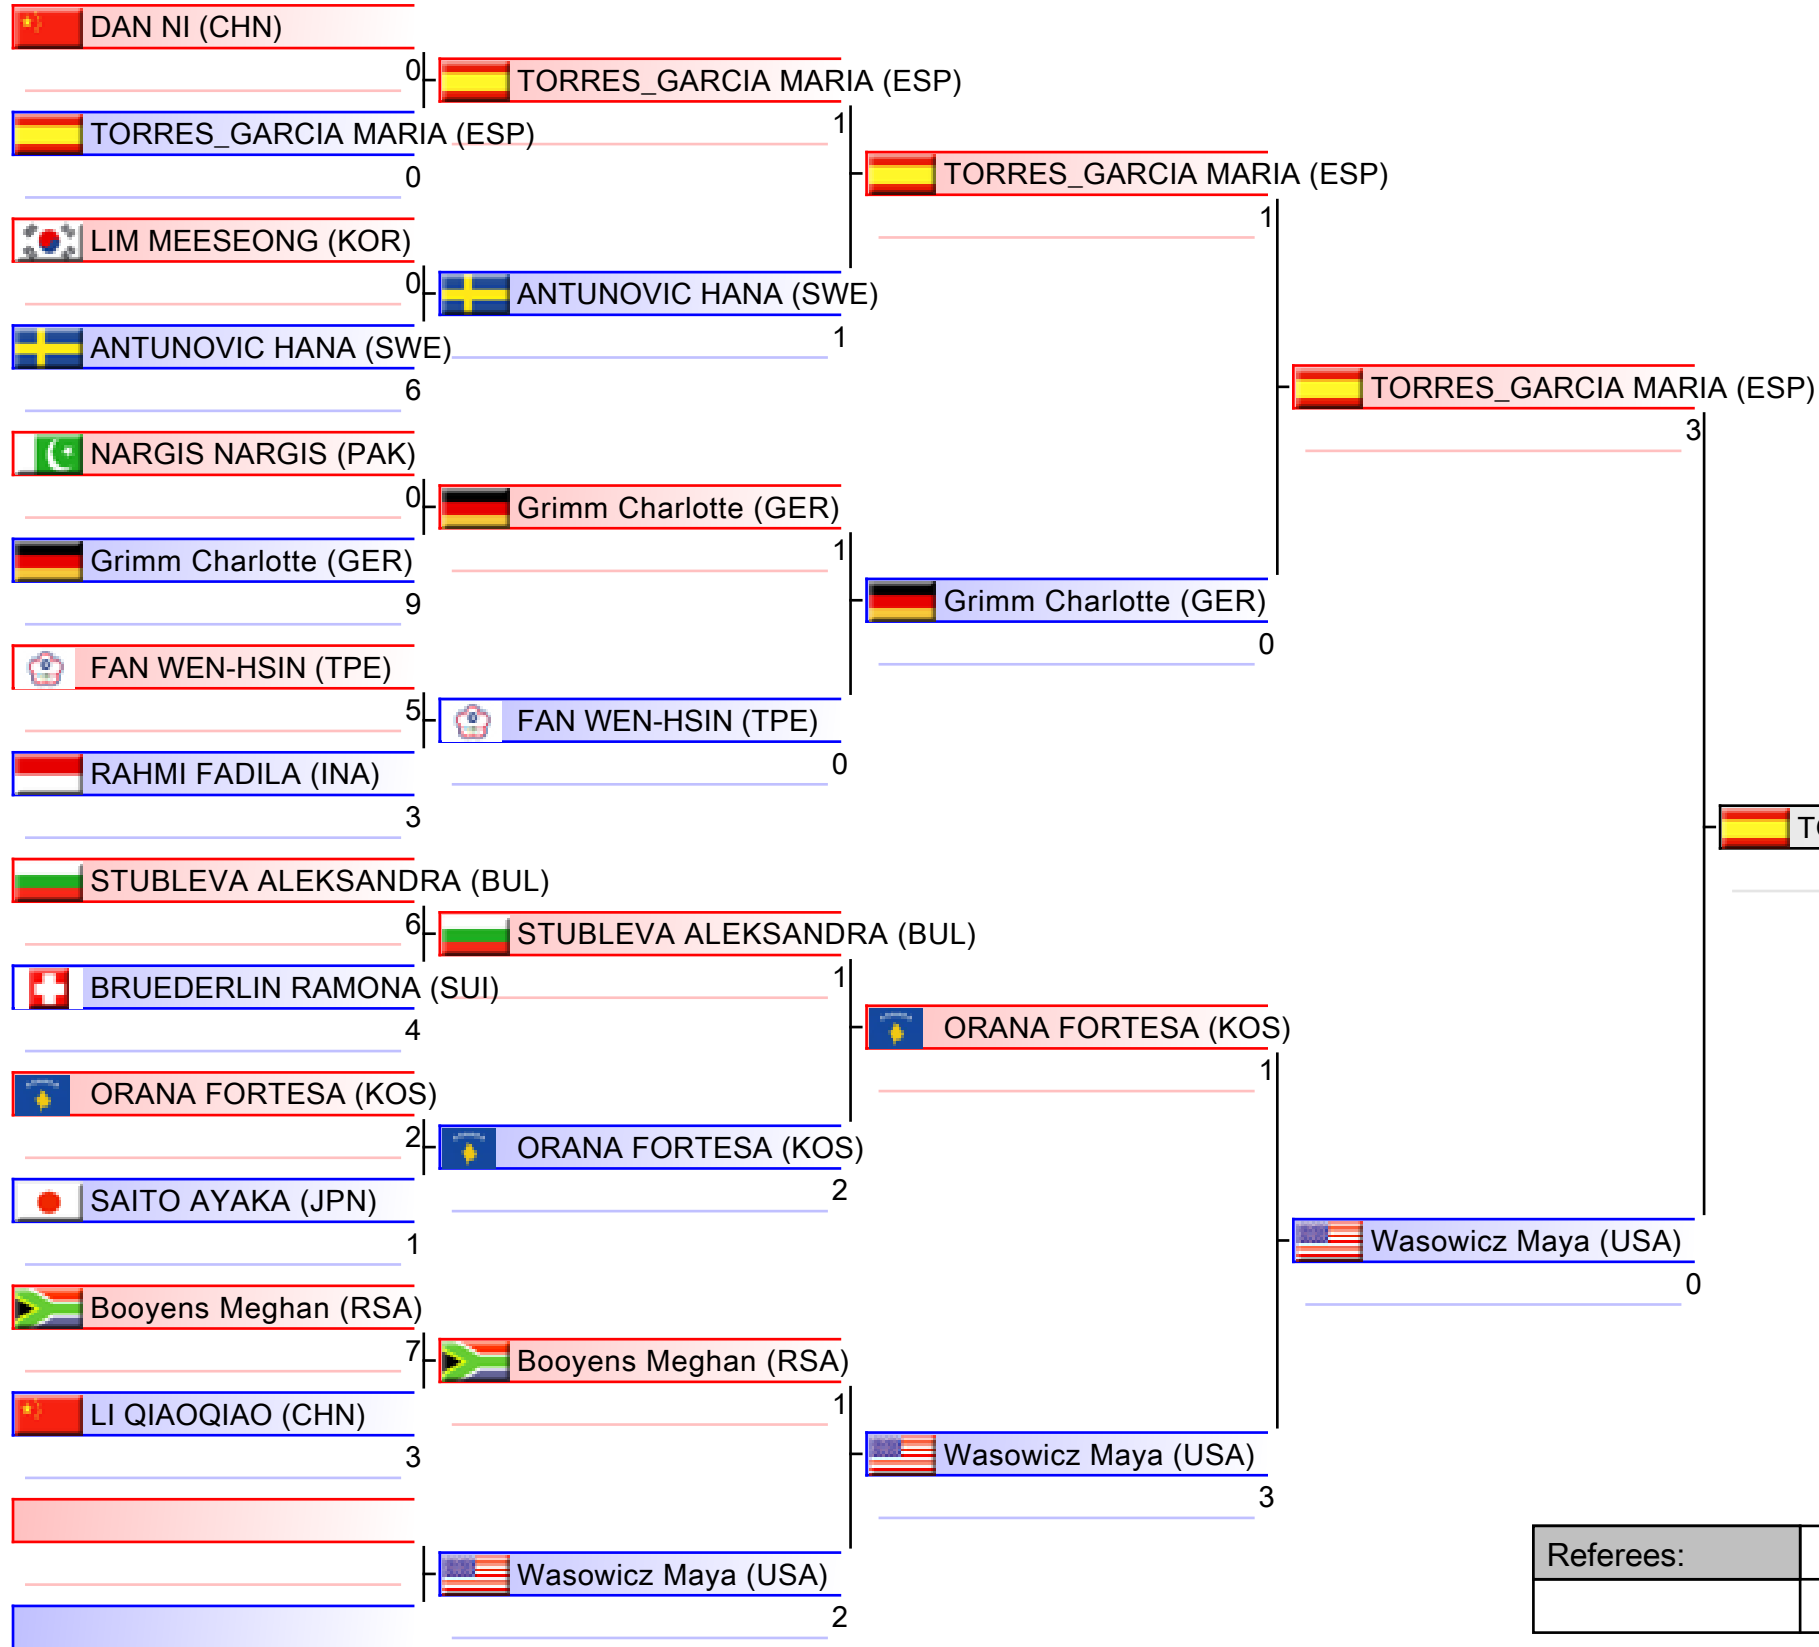 DAN NI (CHN)
0
TORRES_GARCIA MARIA (ESP)
0
LIM MEESEONG (KOR)
0
ANTUNOVIC HANA (SWE)
6
NARGIS NARGIS (PAK)
0
Grimm Charlotte (GER)
9
FAN WEN-HSIN (TPE)
5
RAHMI FADILA (INA)
3
STUBLEVA ALEKSANDRA (BUL)
6
BRUEDERLIN RAMONA (SUI)
4
ORANA FORTESA (KOS)
2
SAITO AYAKA (JPN)
1
Booyens Meghan (RSA)
7
LI QIAOQIAO (CHN)
3
TORRES_GARCIA MARIA (ESP)
1
ANTUNOVIC HANA (SWE)
1
Grimm Charlotte (GER)
1
FAN WEN-HSIN (TPE)
0
STUBLEVA ALEKSANDRA (BUL)
1
ORANA FORTESA (KOS)
2
Booyens Meghan (RSA)
1
Wasowicz Maya (USA)
2
TORRES_GARCIA MARIA (ESP)
1
Grimm Charlotte (GER)
0
ORANA FORTESA (KOS)
1
Wasowicz Maya (USA)
3
TORRES_GARCIA MARIA (ESP)
3
Wasowicz Maya (USA)
0
Referees: